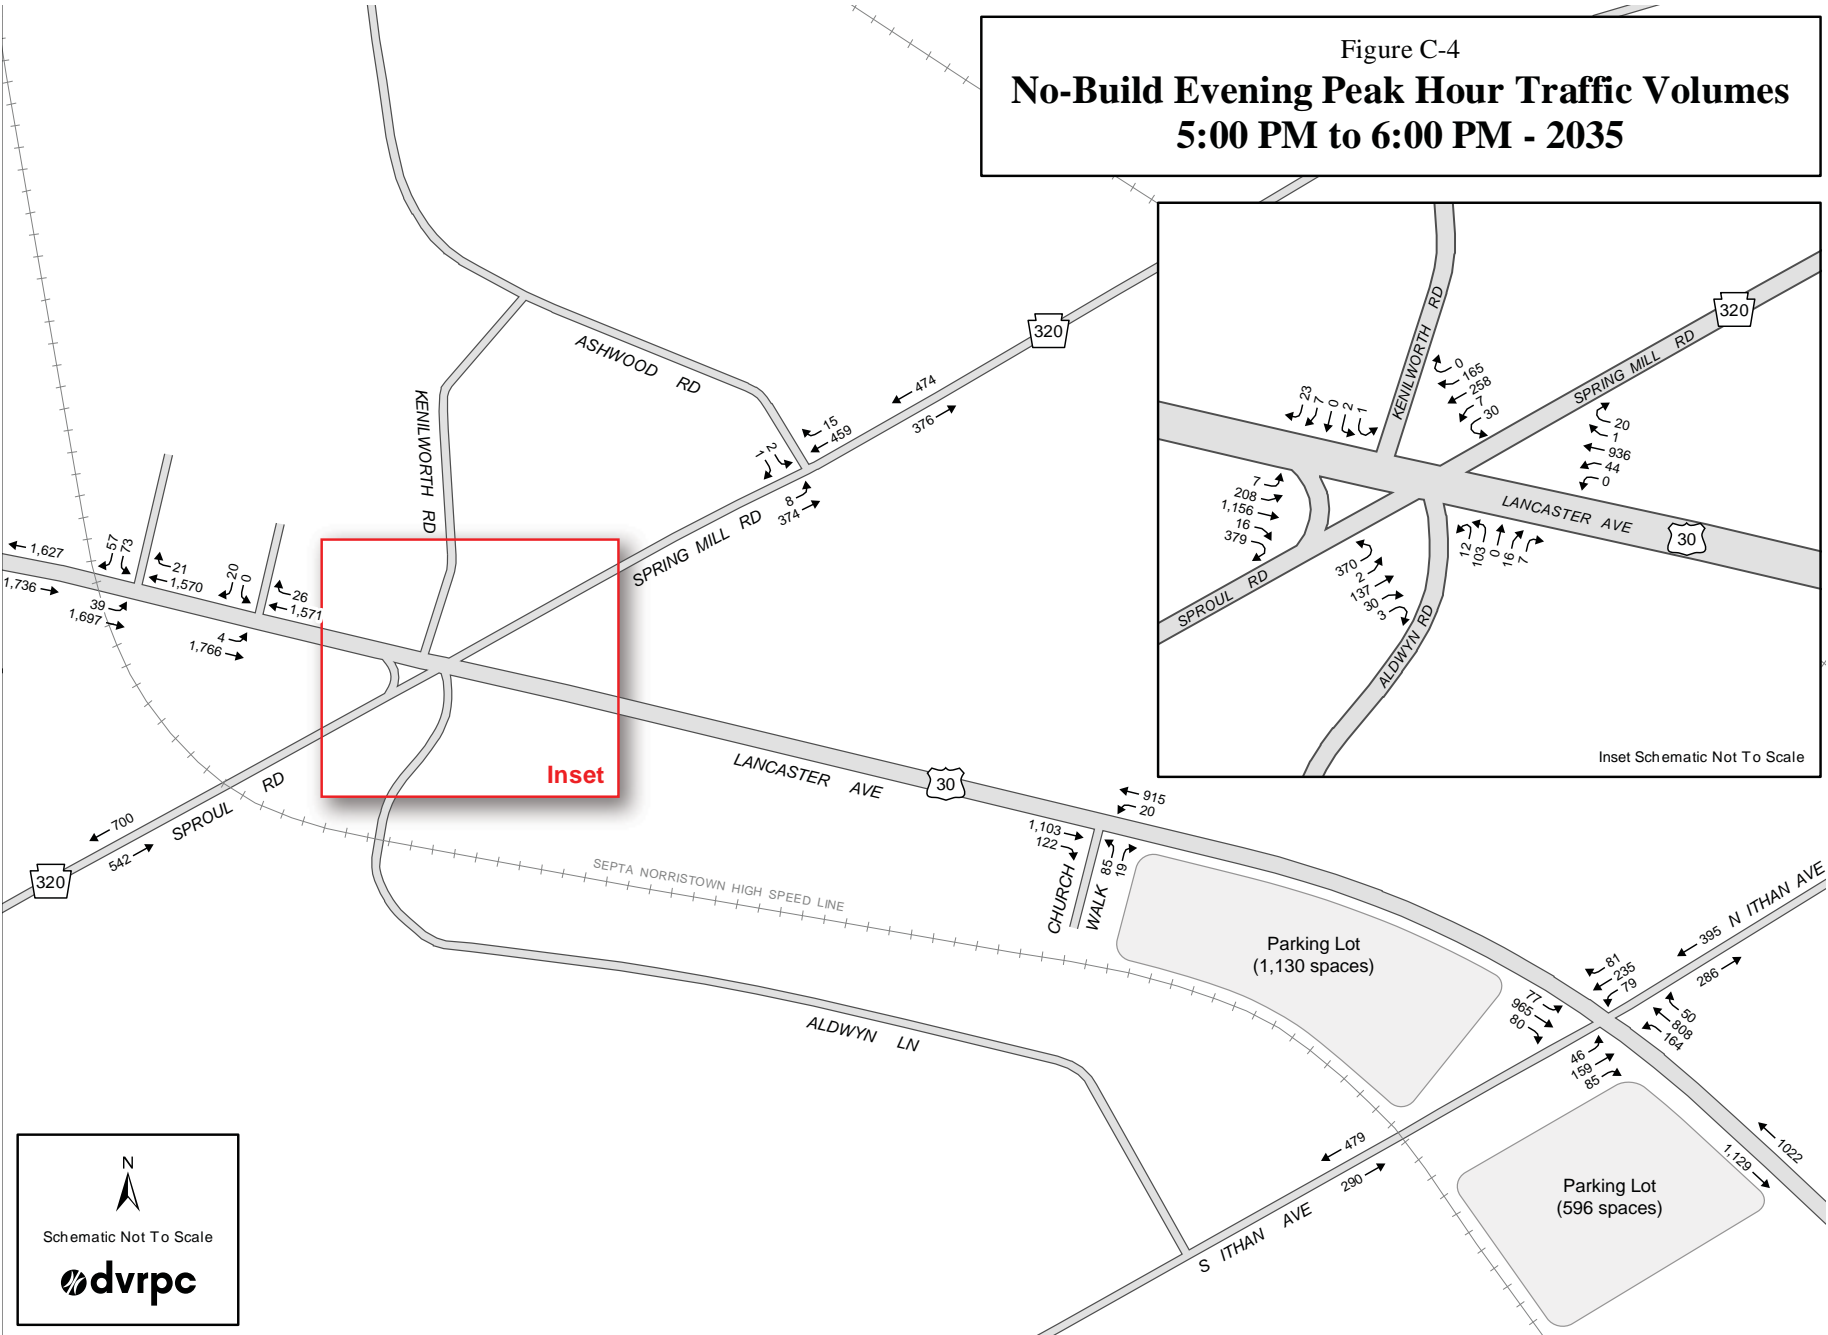 Figure C-4
No-Build Evening Peak Hour Traffic Volumes
5:00 PM to 6:00 PM - 2035
320
ASHWOOD RD
KENILWORTH RD
474
376
15
459
2
1
8
374
SPRING MILL RD
1,627
1,736
57
73
21
1,570
39
1,697
20
0
26
1,571
4
1,766
Inset
700
542
SPROUL RD
320
LANCASTER AVE
30
SEPTA NORRISTOWN HIGH SPEED LINE
ALDWYN LN
915
20
1,103
122
85
19
CHURCH
WALK
Parking Lot
(1,130 spaces)
N ITHAN AVE
395
286
81
235
79
77
965
80
50
808
164
46
159
85
479
290
S ITHAN AVE
1022
1,129
Parking Lot
(596 spaces)
KENILWORTH RD
SPRING MILL RD
320
23
7
0
2
1
0
165
258
7
30
20
1
936
44
0
7
208
1,156
16
379
LANCASTER AVE
30
12
103
0
16
7
370
2
137
30
3
SPROUL RD
ALDWYN RD
Inset Schematic Not To Scale
N
Schematic Not To Scale
dvrpc